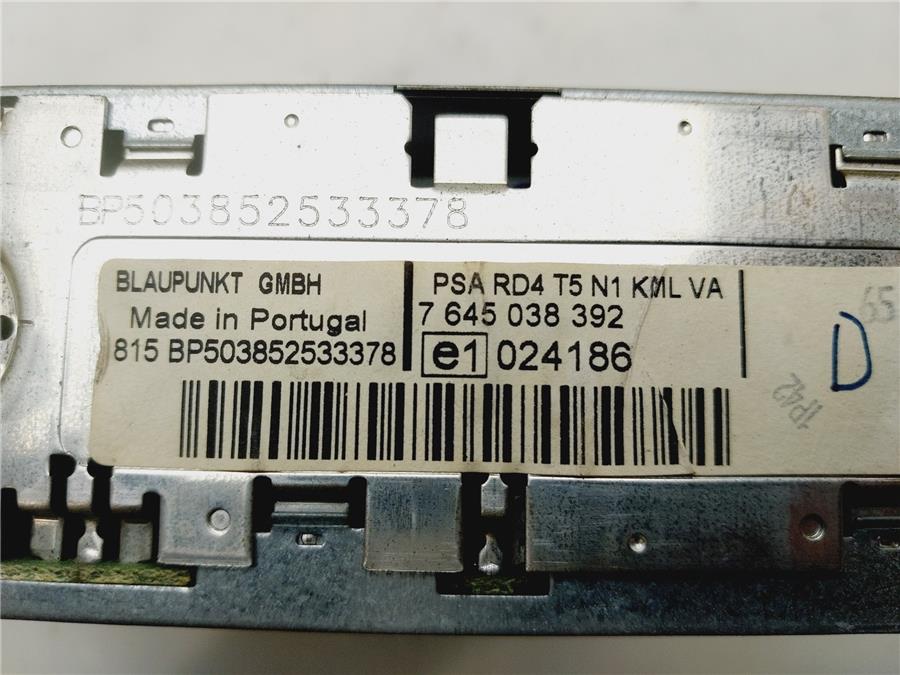 BP503852533378
BLAUPUNKT GMBH
Made in Portugal
815 BP503852533378
PSA RD4 T5 N1 KML VA
7 645 038 392
e1 024186
D
65
1P42